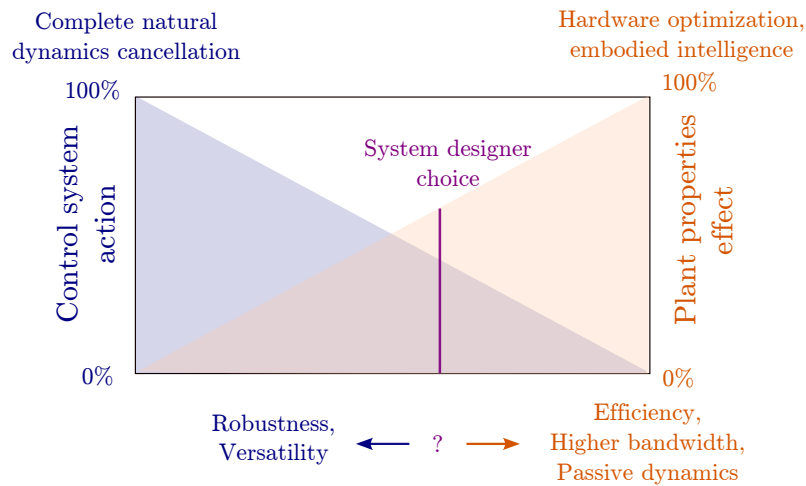 Complete natural
dynamics cancellation
Hardware optimization,
embodied intelligence
100%
100%
Control system
action
System designer
choice
Plant properties
effect
0%
0%
Robustness,
Versatility
?
Efficiency,
Higher bandwidth,
Passive dynamics